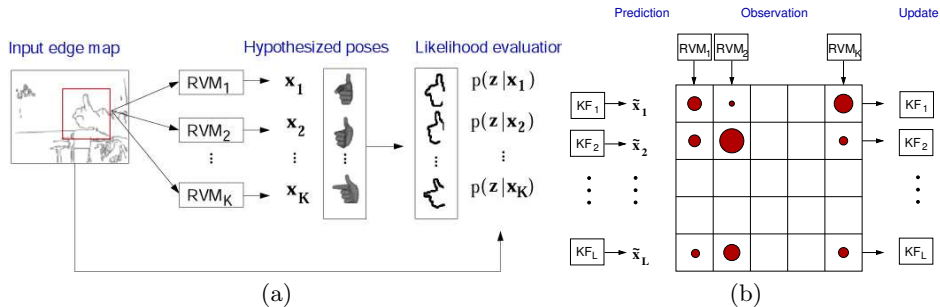 Input edge map
Hypothesized poses
Likelihood evaluation
RVM1 x1 p(z|x1)
RVM2 x2 p(z|x2)
⋮ ⋮ ⋮ ⋮ ⋮
RVMK xK p(z|xK)
(a)
Prediction Observation Update
RVM1 RVM2 RVMK
KF1 x̃1 KF1
KF2 x̃2 KF2
⋮ ⋮ ⋮
KFL x̃L KFL
(b)